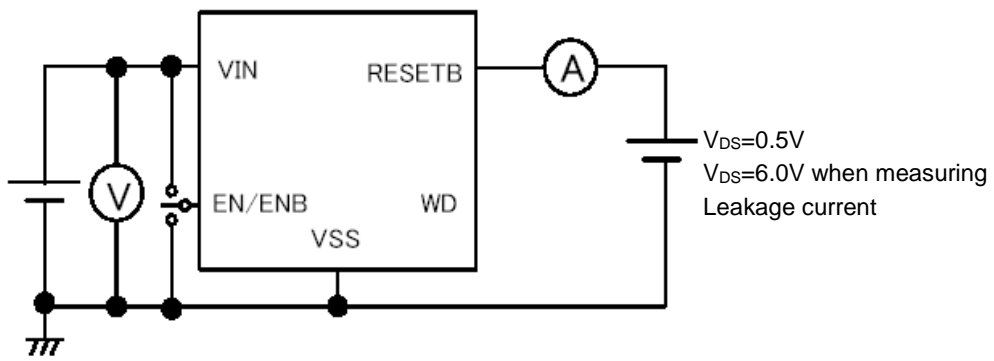 VIN
RESETB
A
V
EN/ENB
WD
VSS
VDS=0.5V
VDS=6.0V when measuring
Leakage current